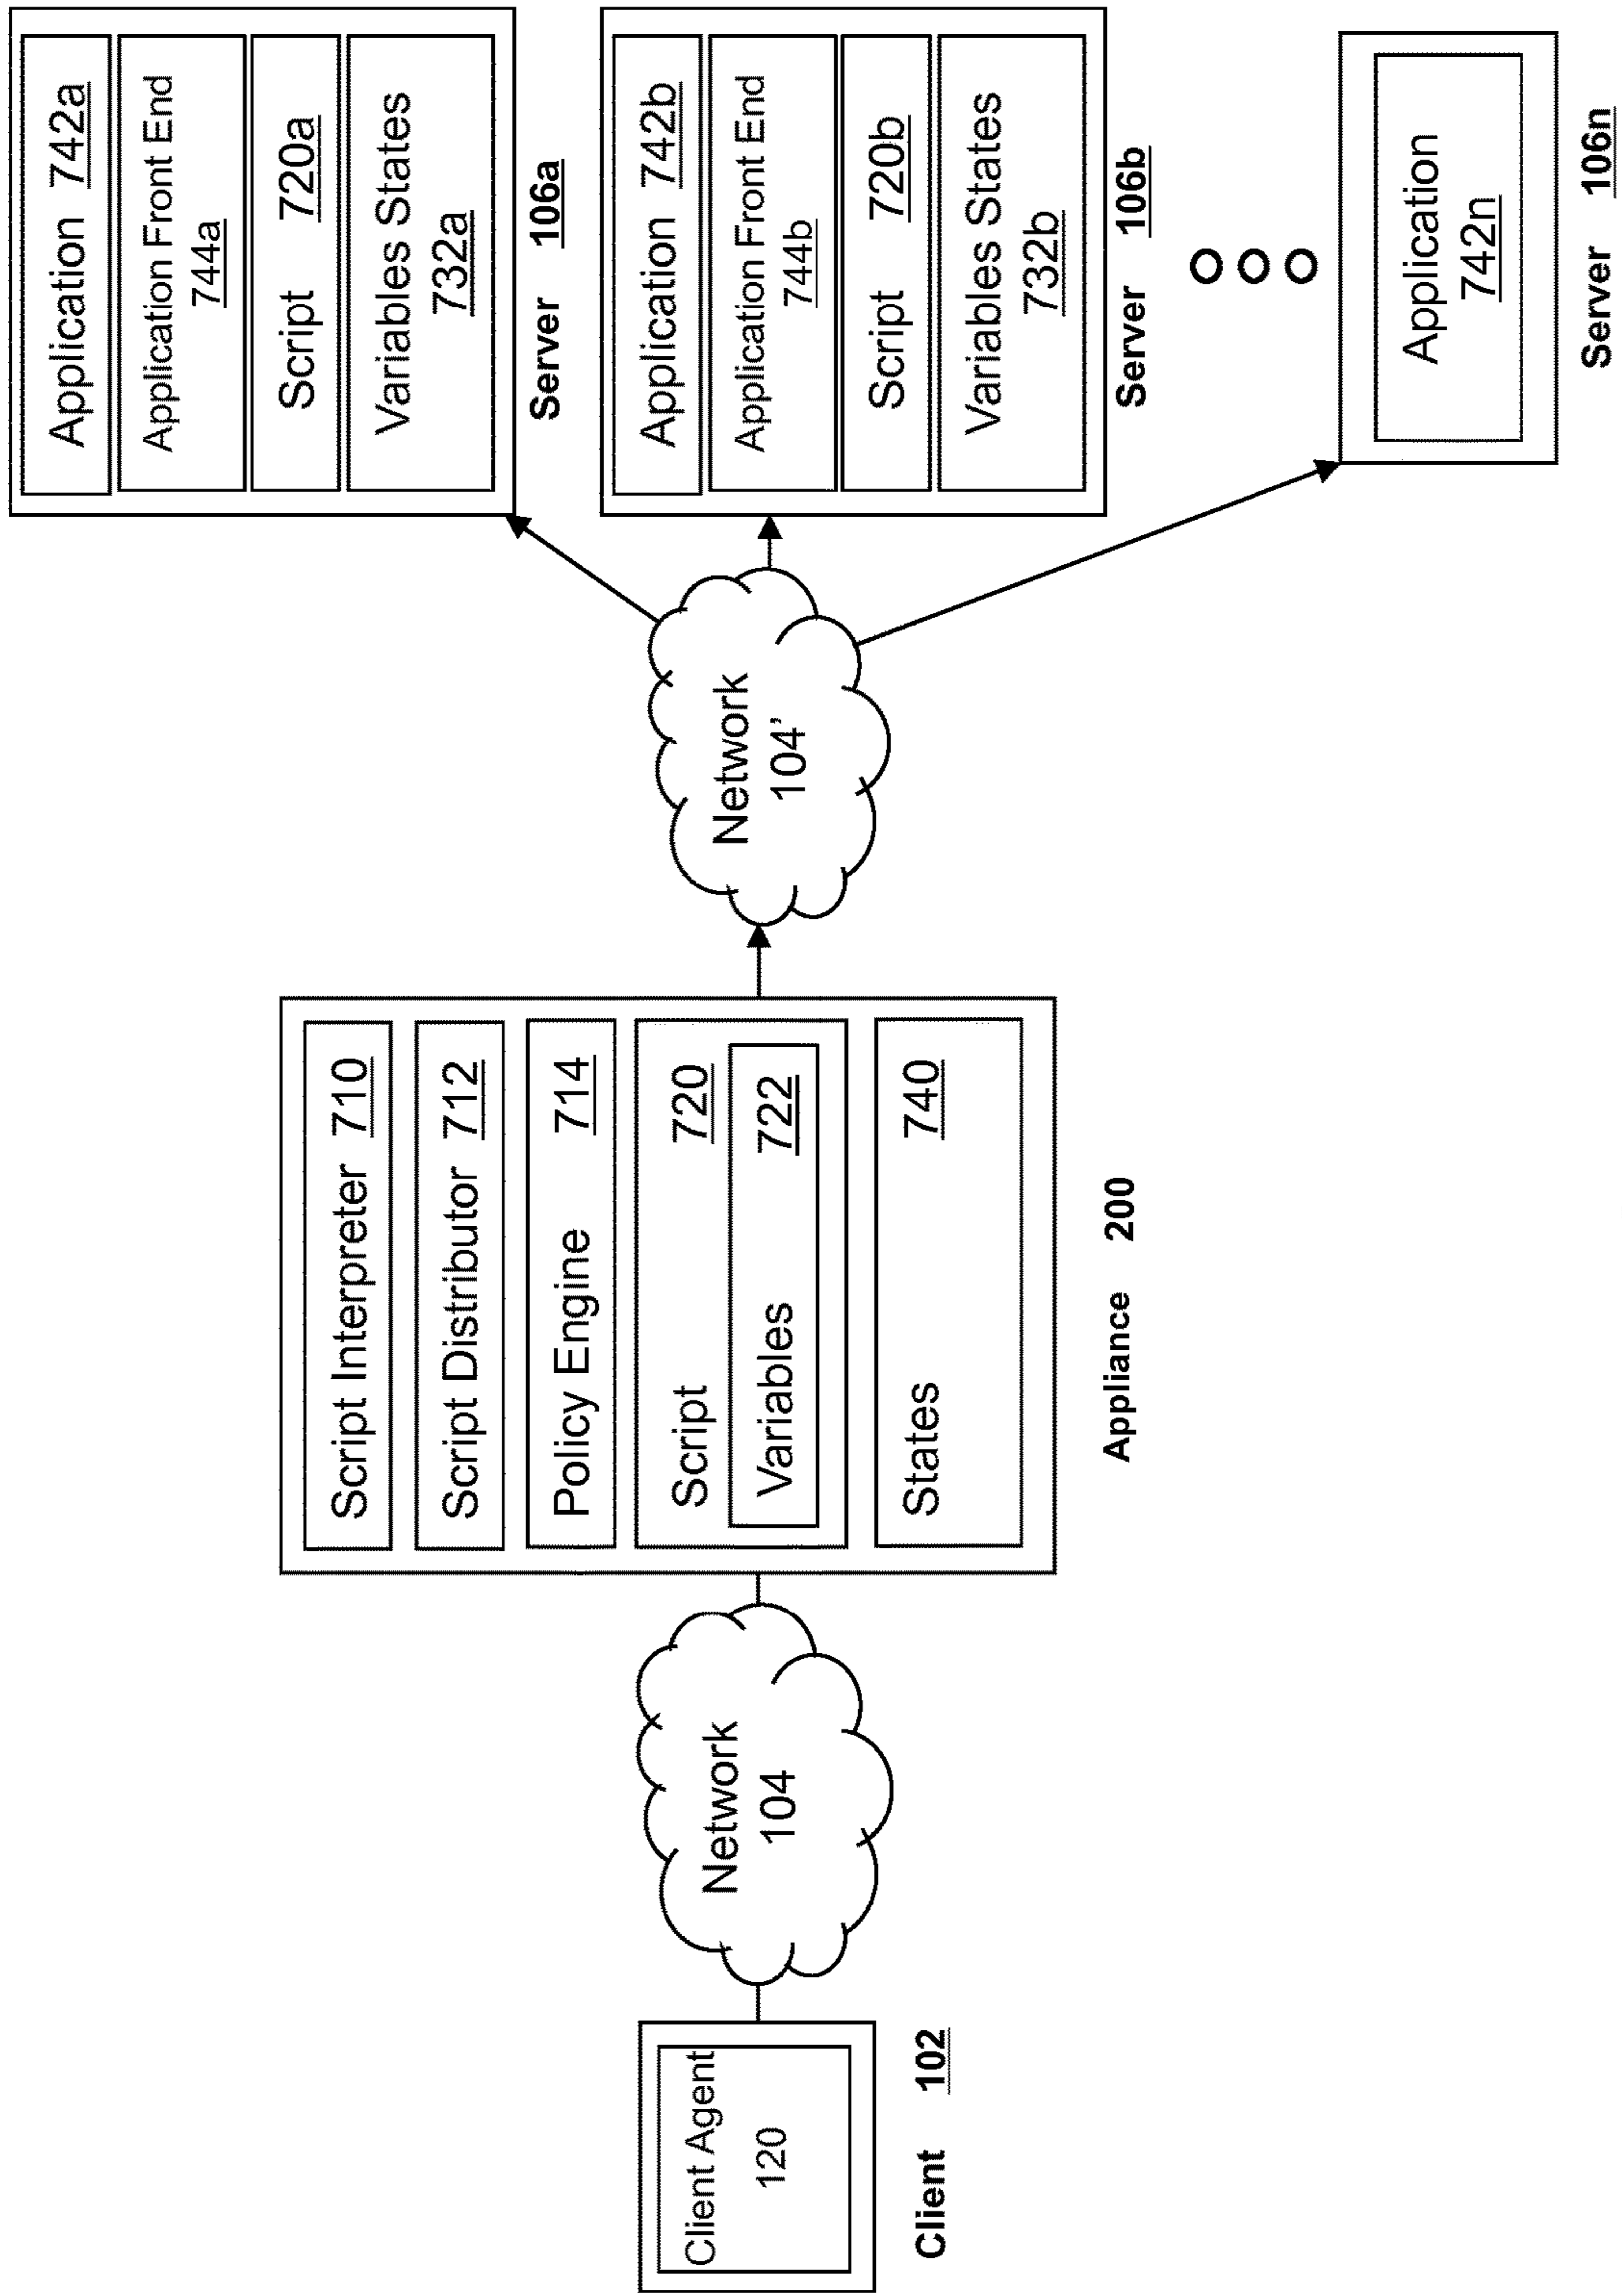 Client Agent
120
Client 102
Network
104
Script Interpreter 710
Script Distributor 712
Policy Engine 714
Script 720
Variables 722
States 740
Appliance 200
Network
104’
Application 742a
Application Front End
744a
Script 720a
Variables States
732a
Server 106a
Application 742b
Application Front End
744b
Script 720b
Variables States
732b
Server 106b
Application
742n
Server 106n